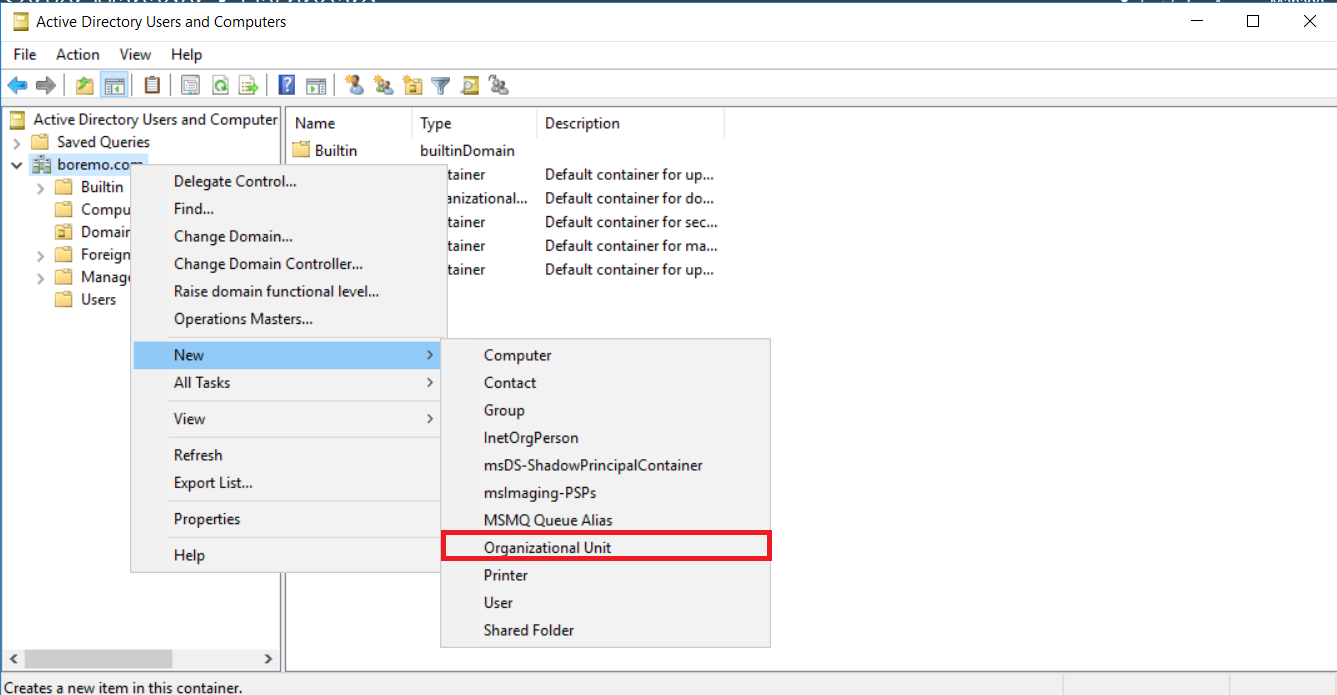 Active Directory Users and Computers
File Action View Help
Active Directory Users and Computer
Saved Queries
boremo.com
Builtin
Compu
Domain
Foreign
Manage
Users
Name Type Description
Builtin builtinDomain
tainer Default container for up...
anizational... Default container for do...
tainer Default container for sec...
tainer Default container for ma...
tainer Default container for up...
Delegate Control...
Find...
Change Domain...
Change Domain Controller...
Raise domain functional level...
Operations Masters...
New
All Tasks
View
Refresh
Export List...
Properties
Help
Computer
Contact
Group
InetOrgPerson
msDS-ShadowPrincipalContainer
msImaging-PSPs
MSMQ Queue Alias
Organizational Unit
Printer
User
Shared Folder
Creates a new item in this container.